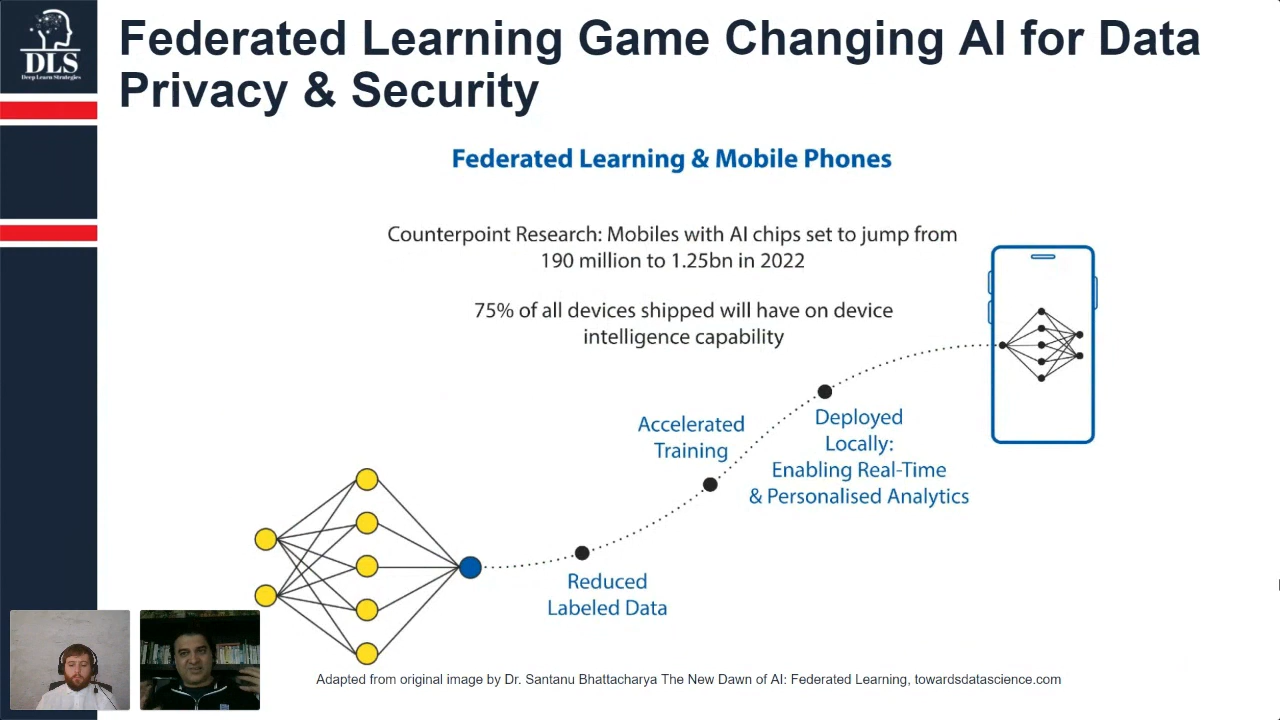 DLS
Deep Learn Strategies
Federated Learning Game Changing AI for Data
Privacy & Security
Federated Learning & Mobile Phones
Counterpoint Research: Mobiles with AI chips set to jump from
190 million to 1.25bn in 2022
75% of all devices shipped will have on device
intelligence capability
Accelerated
Training
Deployed
Locally:
Enabling Real-Time
& Personalised Analytics
Reduced
Labeled Data
Adapted from original image by Dr. Santanu Bhattacharya The New Dawn of AI: Federated Learning, towardsdatascience.com